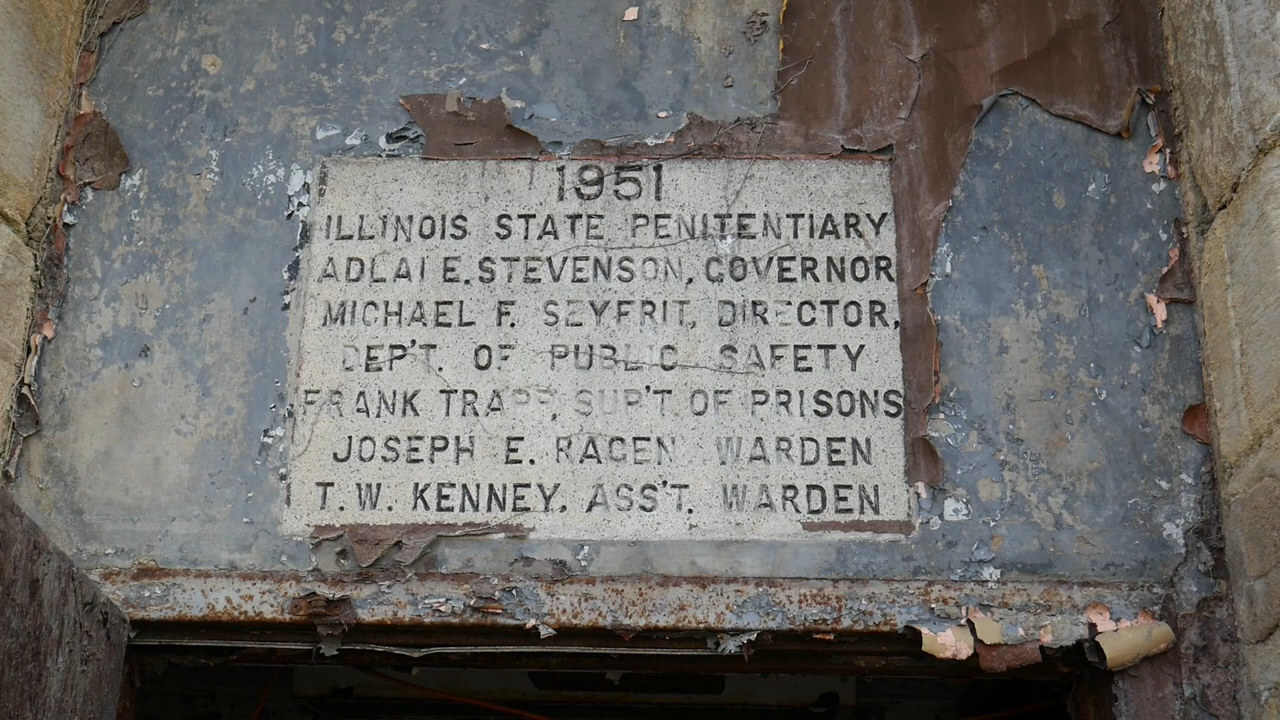 1951
ILLINOIS STATE PENITENTIARY
ADLAI E. STEVENSON, GOVERNOR
MICHAEL F. SEYFRIT, DIRECTOR,
DEP'T. OF PUBLIC SAFETY
FRANK TRAPP, SUP'T. OF PRISONS
JOSEPH E. RAGEN WARDEN
T. W. KENNEY. ASS'T. WARDEN